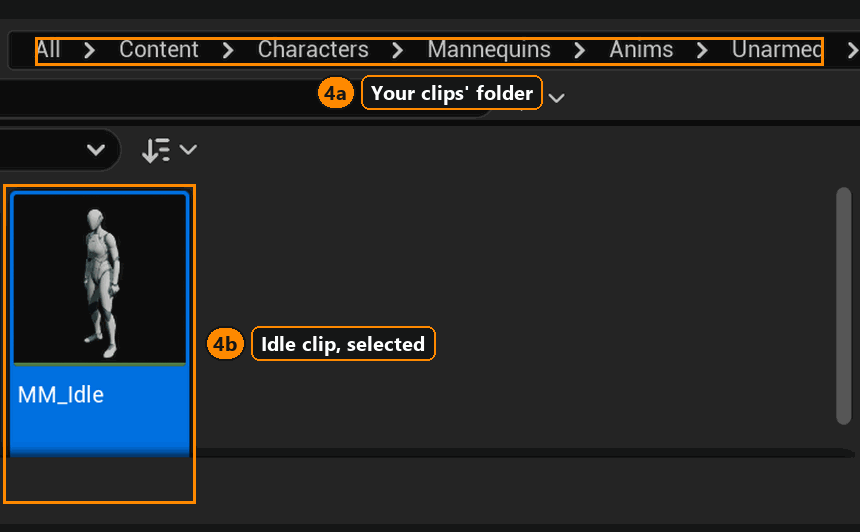 All > Content > Characters > Mannequins > Anims > Unarmed >
4a Your clips' folder
4b Idle clip, selected
MM_Idle